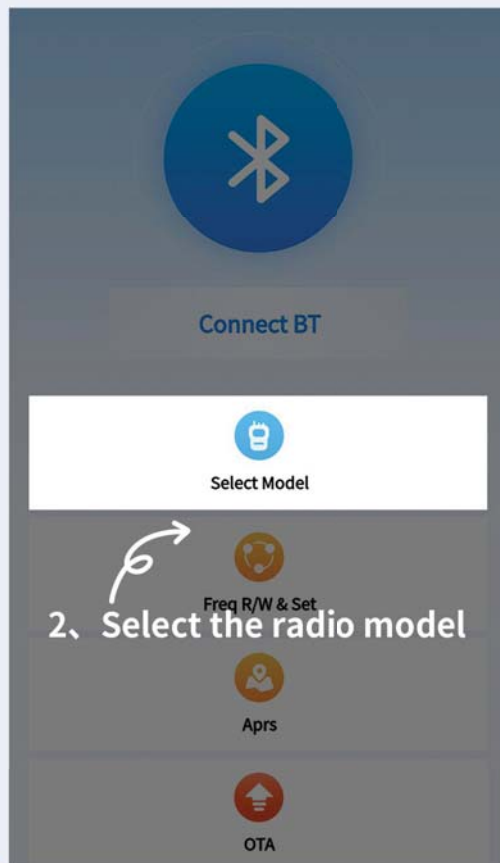 Connect BT
Select Model
Freq R/W & Set
2、Select the radio model
Aprs
OTA